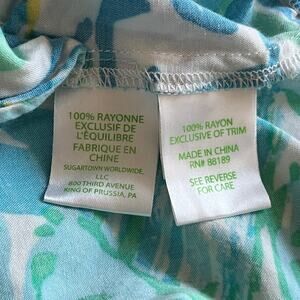 100% RAYONNE
EXCLUSIF DE
L'ÉQUILIBRE
FABRIQUE EN
CHINE
SUGARTOWN WORLDWIDE,
LLC
800 THIRD AVENUE
KING OF PRUSSIA, PA
100% RAYON
EXCLUSIVE OF TRIM
MADE IN CHINA
RN# 88189
SEE REVERSE
FOR CARE